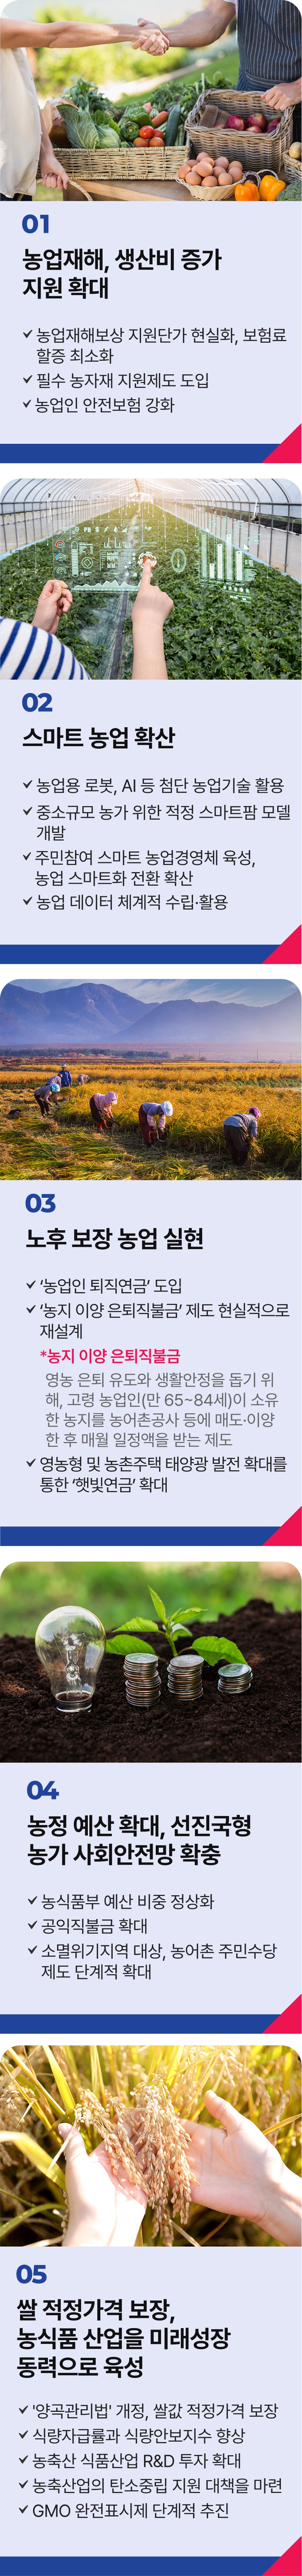 01
농업재해, 생산비 증가
지원 확대
✓ 농업재해보상 지원단가 현실화, 보험료
할증 최소화
✓ 필수 농자재 지원제도 도입
✓ 농업인 안전보험 강화
02
스마트 농업 확산
✓ 농업용 로봇, AI 등 첨단 농업기술 활용
✓ 중소규모 농가 위한 적정 스마트팜 모델
개발
✓ 주민참여 스마트 농업경영체 육성,
농업 스마트화 전환 확산
✓ 농업 데이터 체계적 수립·활용
03
노후 보장 농업 실현
✓ ‘농업인 퇴직연금’ 도입
✓ ‘농지 이양 은퇴직불금’ 제도 현실적으로
재설계
*농지 이양 은퇴직불금
영농 은퇴 유도와 생활안정을 돕기 위
해, 고령 농업인(만 65~84세)이 소유
한 농지를 농어촌공사 등에 매도·이양
한 후 매월 일정액을 받는 제도
✓ 영농형 및 농촌주택 태양광 발전 확대를
통한 ‘햇빛연금’ 확대
04
농정 예산 확대, 선진국형
농가 사회안전망 확충
✓ 농식품부 예산 비중 정상화
✓ 공익직불금 확대
✓ 소멸위기지역 대상, 농어촌 주민수당
제도 단계적 확대
05
쌀 적정가격 보장,
농식품 산업을 미래성장
동력으로 육성
✓ '양곡관리법' 개정, 쌀값 적정가격 보장
✓ 식량자급률과 식량안보지수 향상
✓ 농축산 식품산업 R&D 투자 확대
✓ 농축산업의 탄소중립 지원 대책을 마련
✓ GMO 완전표시제 단계적 추진